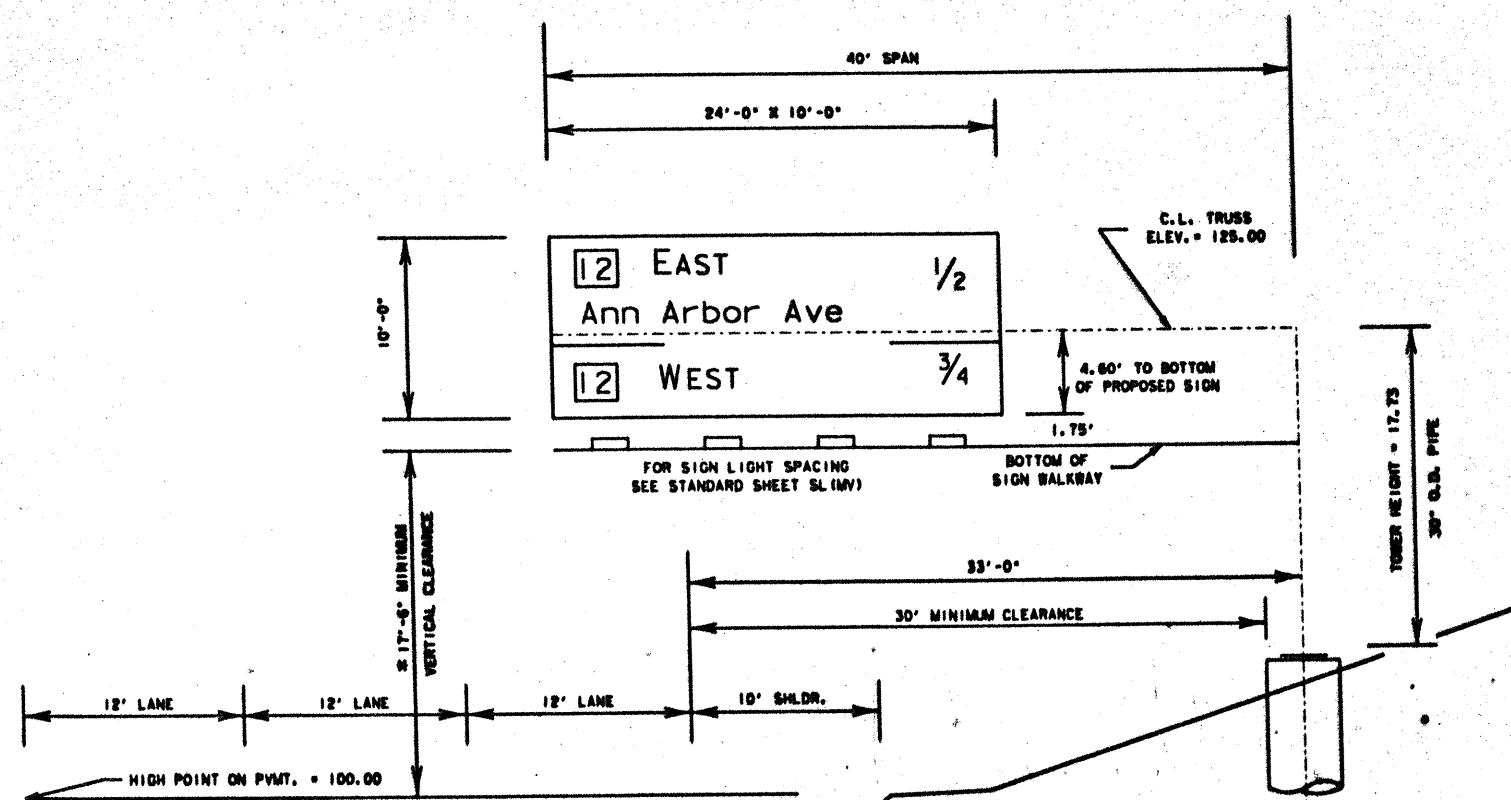 40' SPAN
24'-0" X 10'-0"
C.L. TRUSS
ELEV. = 125.00
12 EAST 1/2
Ann Arbor Ave
12 WEST 3/4
10'-0"
4.60' TO BOTTOM
OF PROPOSED SIGN
1.75'
BOTTOM OF
SIGN WALKWAY
FOR SIGN LIGHT SPACING
SEE STANDARD SHEET SL(MV)
TOWER HEIGHT = 17.73
30" O.D. PIPE
* 17'-6" MINIMUM
VERTICAL CLEARANCE
33'-0"
30' MINIMUM CLEARANCE
12' LANE
12' LANE
12' LANE
10' SHLDR.
HIGH POINT ON PVMT. = 100.00